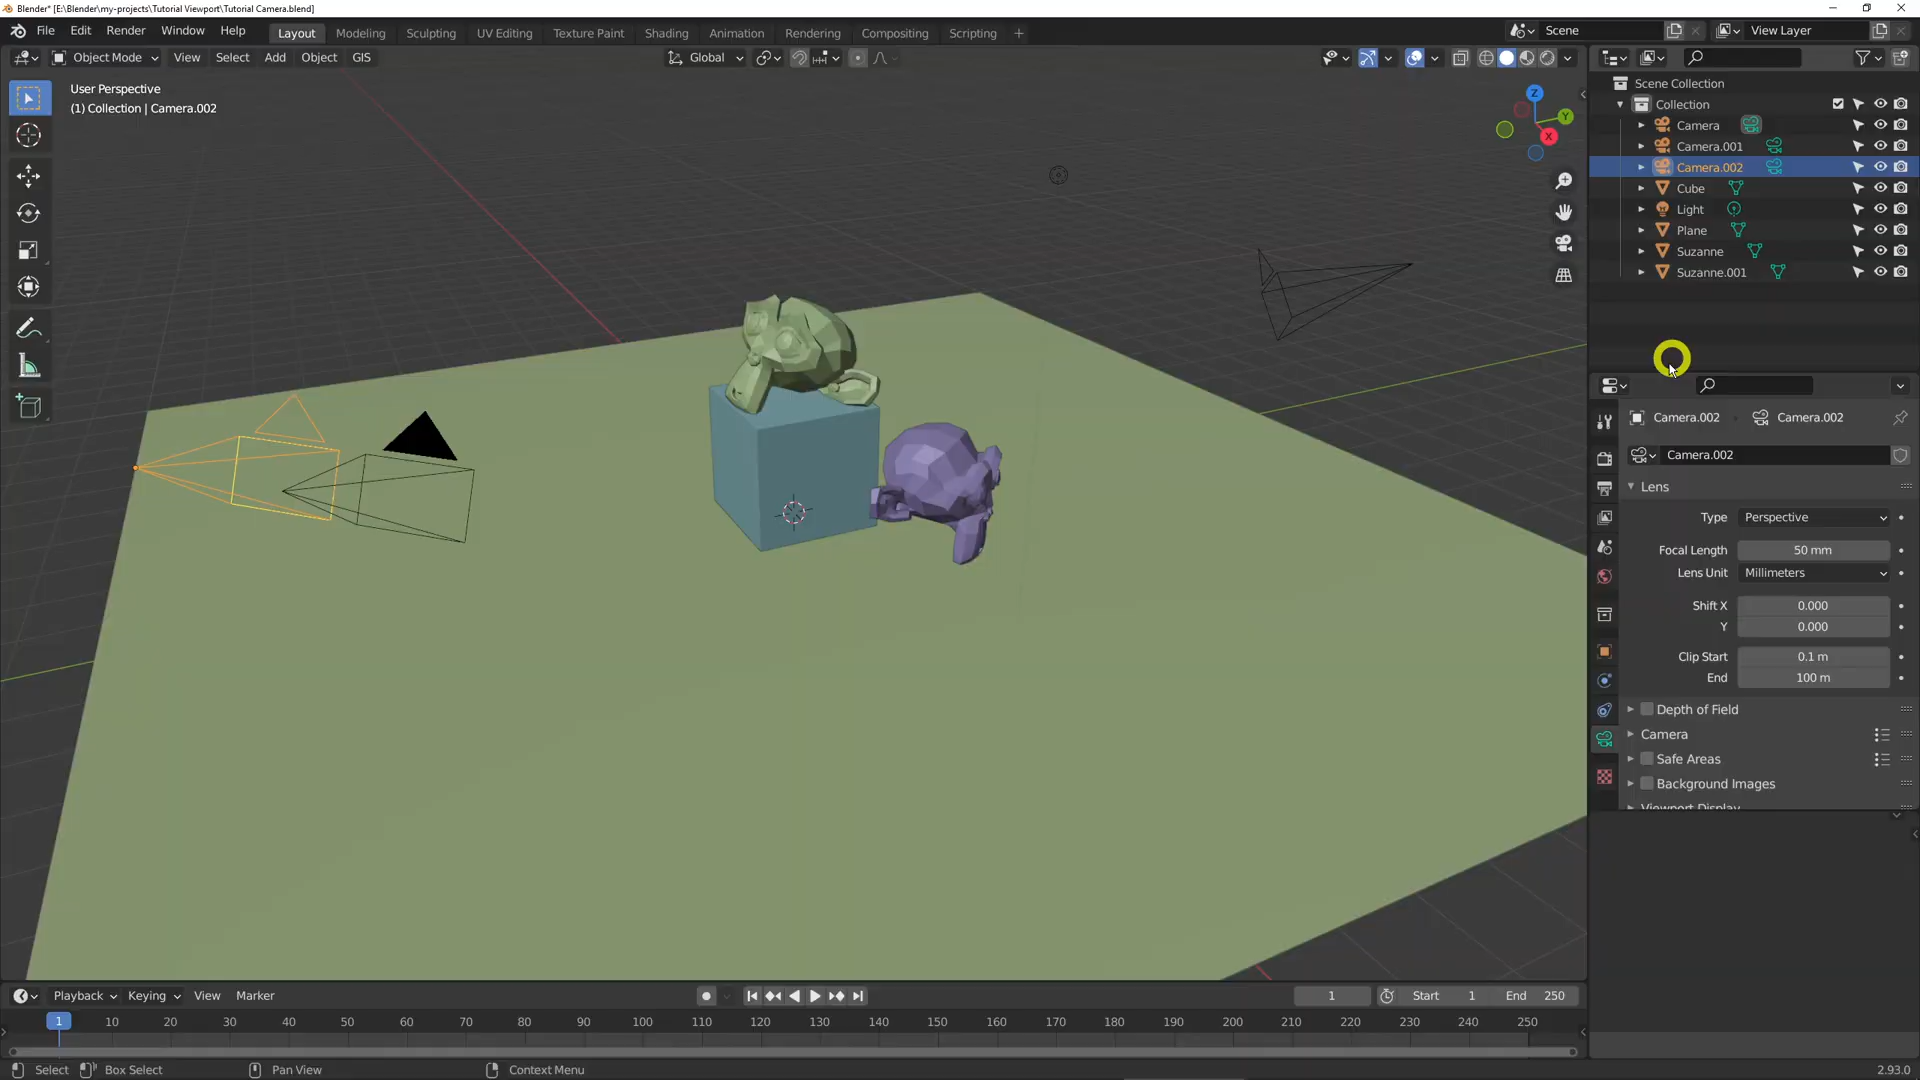 Blender* [E:\Blender\my-projects\Tutorial Viewport\Tutorial Camera.blend]
File Edit Render Window Help Layout Modeling Sculpting UV Editing Texture Paint Shading Animation Rendering Compositing Scripting + Scene View Layer
Object Mode View Select Add Object GIS Global
User Perspective
(1) Collection | Camera.002
Z
Y
X
Scene Collection
Collection
Camera
Camera.001
Camera.002
Cube
Light
Plane
Suzanne
Suzanne.001
Camera.002 Camera.002
Camera.002
Lens
Type Perspective
Focal Length 50 mm
Lens Unit Millimeters
Shift X 0.000
Y 0.000
Clip Start 0.1 m
End 100 m
Depth of Field
Camera
Safe Areas
Background Images
Viewport Display
Playback Keying View Marker 1 Start 1 End 250
1 10 20 30 40 50 60 70 80 90 100 110 120 130 140 150 160 170 180 190 200 210 220 230 240 250
Select Box Select Pan View Context Menu 2.93.0